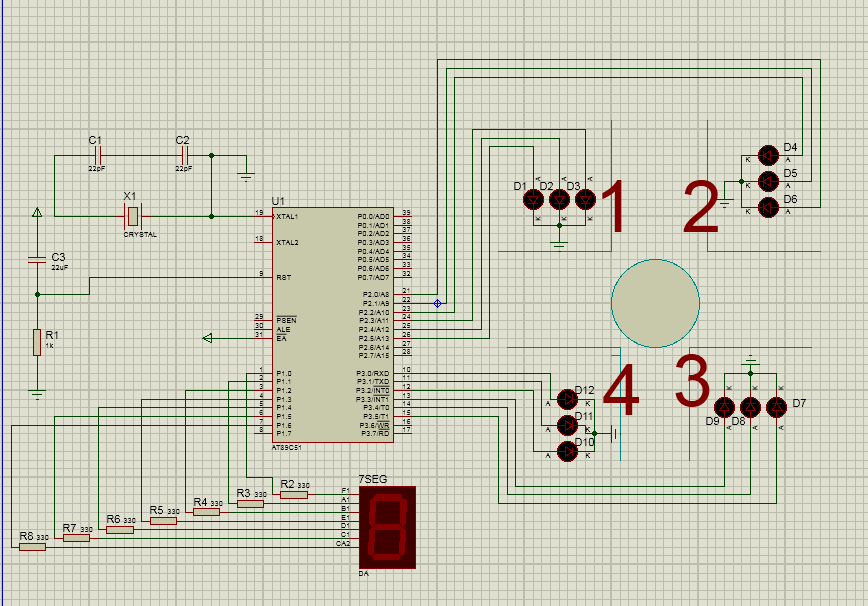 C1
22pF
C2
22pF
X1
CRYSTAL
C3
22uF
R1
1k
U1
19 XTAL1
18 XTAL2
9 RST
29 PSEN
30 ALE
31 EA
1 P1.0
2 P1.1
3 P1.2
4 P1.3
5 P1.4
6 P1.5
7 P1.6
8 P1.7
P0.0/AD0 39
P0.1/AD1 38
P0.2/AD2 37
P0.3/AD3 36
P0.4/AD4 35
P0.5/AD5 34
P0.6/AD6 33
P0.7/AD7 32
P2.0/A8 21
P2.1/A9 22
P2.2/A10 23
P2.3/A11 24
P2.4/A12 25
P2.5/A13 26
P2.6/A14 27
P2.7/A15 28
P3.0/RXD 10
P3.1/TXD 11
P3.2/INT0 12
P3.3/INT1 13
P3.4/T0 14
P3.5/T1 15
P3.6/WR 16
P3.7/RD 17
AT89C51
D1 D2 D3
A A A
K K K
1
2
D4
K A
D5
K A
D6
K A
4
D12
A K
D11
A K
D10
A K
3
K K K
D9 D8 D7
A A A
R2 330
R3 330
R4 330
R5 330
R6 330
R7 330
R8 330
7SEG
F1
A1
B1
E1
D1
C1
CA2
DA